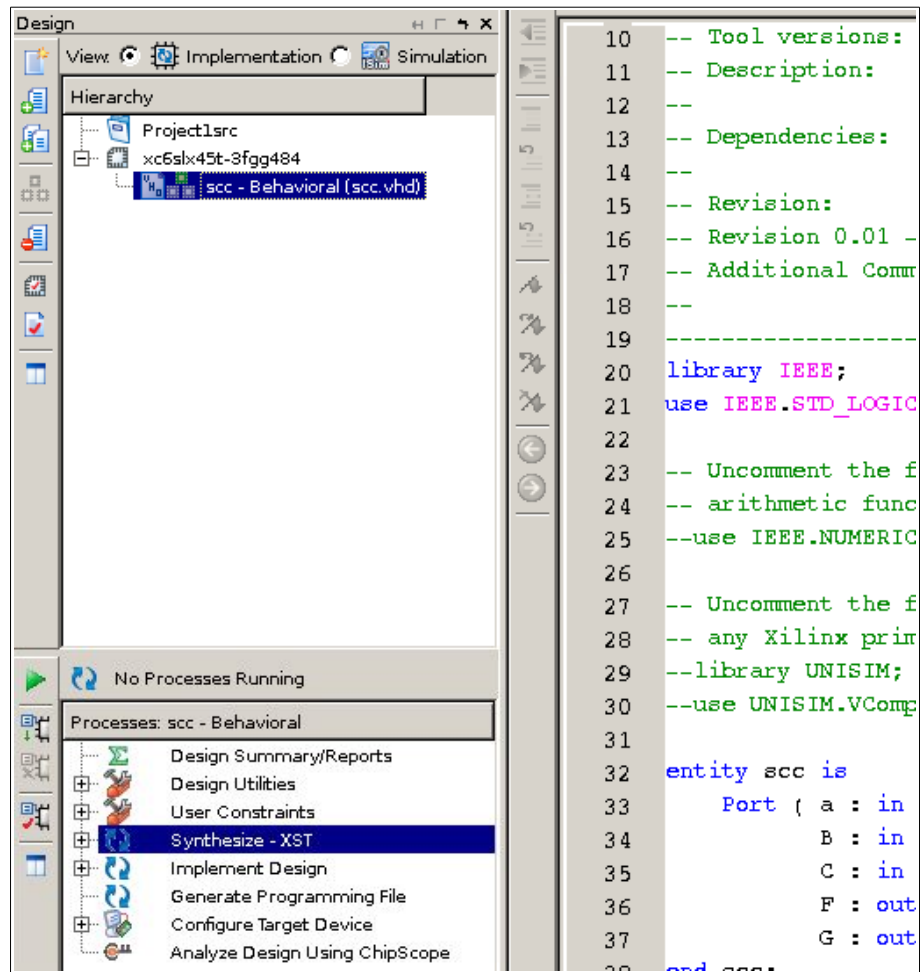 Design
View: Implementation Simulation
Hierarchy
Project1src
xc6slx45t-3fgg484
scc - Behavioral (scc.vhd)
No Processes Running
Processes: scc - Behavioral
Design Summary/Reports
Design Utilities
User Constraints
Synthesize - XST
Implement Design
Generate Programming File
Configure Target Device
Analyze Design Using ChipScope
10 -- Tool versions:
11 -- Description:
12 --
13 -- Dependencies:
14 --
15 -- Revision:
16 -- Revision 0.01 -
17 -- Additional Comm
18 --
19 ------------------
20 library IEEE;
21 use IEEE.STD_LOGIC
22
23 -- Uncomment the f
24 -- arithmetic func
25 --use IEEE.NUMERIC
26
27 -- Uncomment the f
28 -- any Xilinx prim
29 --library UNISIM;
30 --use UNISIM.VComp
31
32 entity scc is
33 Port ( a : in
34 B : in
35 C : in
36 F : out
37 G : out
38 end scc;